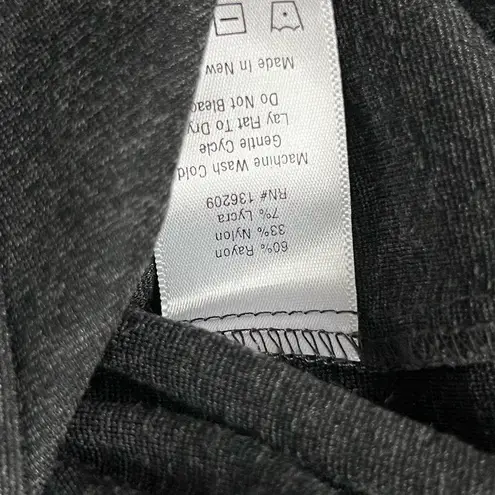 60% Rayon
33% Nylon
7% Lycra
RN# 136209
Machine Wash Cold
Gentle Cycle
Lay Flat To Dry
Do Not Bleac
Made In New